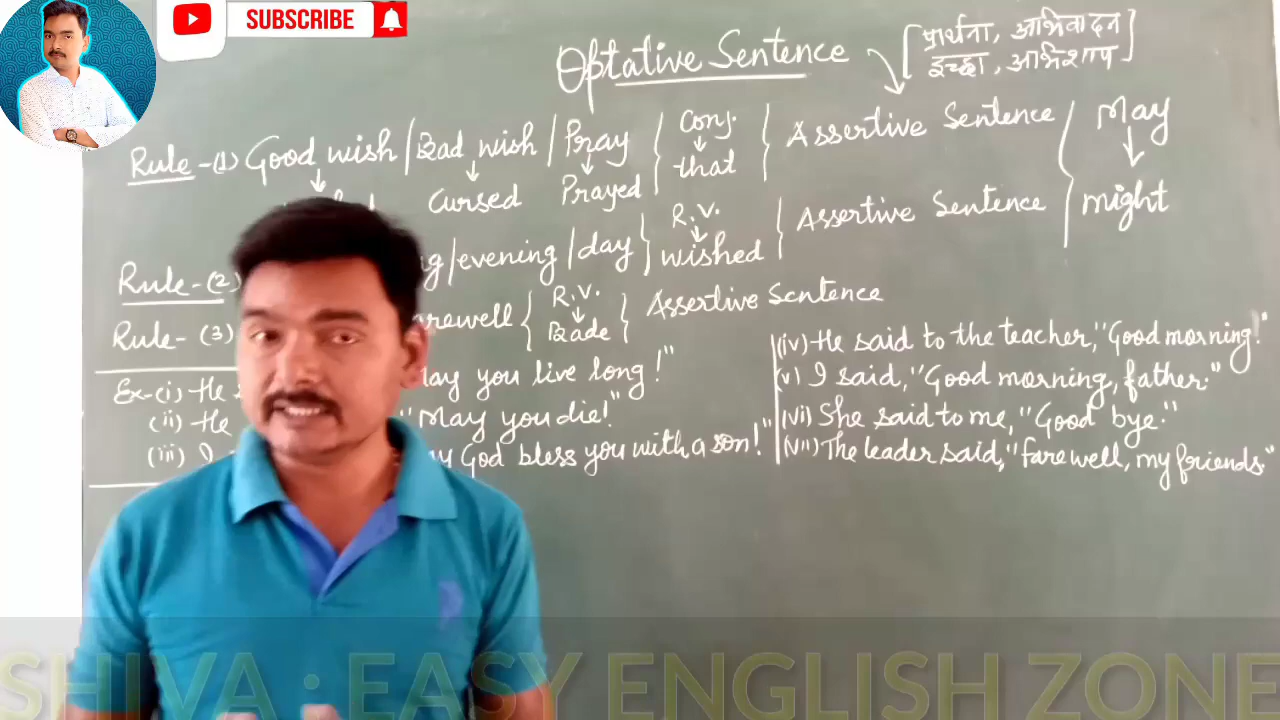 SUBSCRIBE
Optative Sentence
प्रार्थना, अभिवादन
इच्छा, अभिशाप
Rule-(1) Good wish / Bad wish / Pray Conj. Assertive Sentence May
that
Cursed Prayed might
Rule-(2) /evening / day R.V. wished Assertive Sentence
Rule-(3) R.V. Bade Assertive Sentence
Ex-(i) He you live long!"
(ii) He "May you die!"
(iii) I God bless you with a son!"
(iv) He said to the teacher, "Good morning!"
(v) I said, "Good morning, father."
(vi) She said to me, "Good bye."
(vii) The leader said, "farewell, my friends."
SHIVA : EASY ENGLISH ZONE